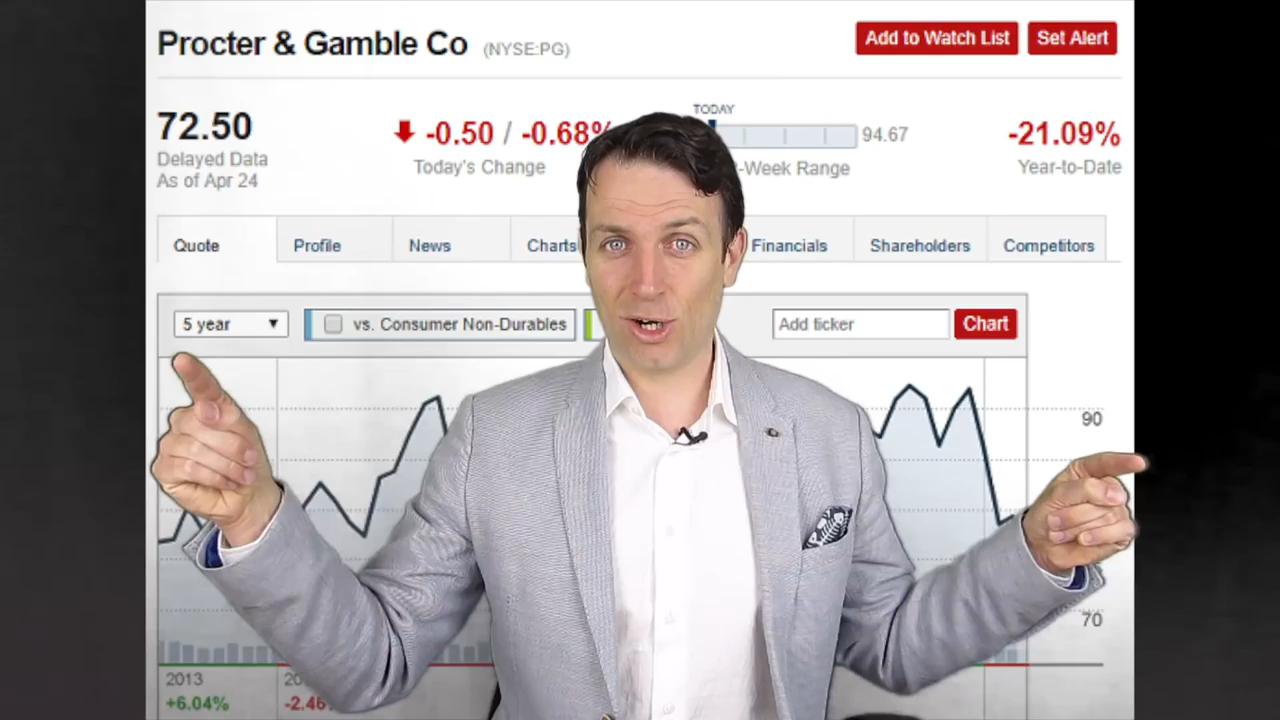 Procter & Gamble Co (NYSE:PG)
Add to Watch List
Set Alert
72.50
Delayed Data
As of Apr 24
-0.50 / -0.68%
Today's Change
TODAY
94.67
-Week Range
-21.09%
Year-to-Date
Quote
Profile
News
Charts
Financials
Shareholders
Competitors
5 year
vs. Consumer Non-Durables
Add ticker
Chart
90
70
2013
+6.04%
-2.46